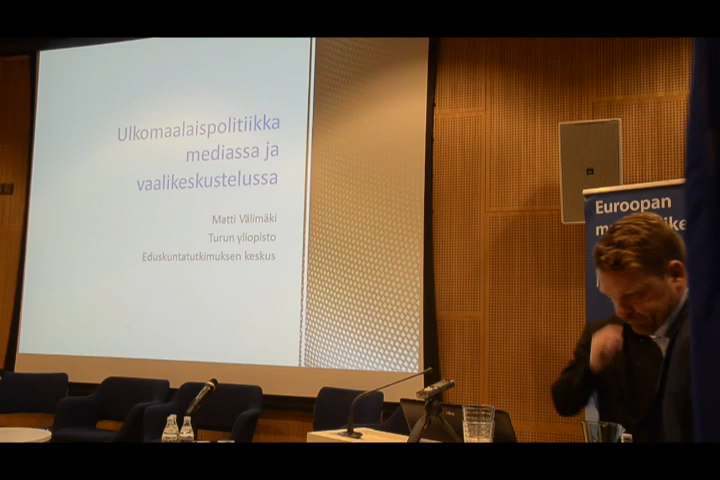 Ulkomaalaispolitiikka
mediassa ja
vaalikeskustelussa
Matti Välimäki
Turun yliopisto
Eduskuntatutkimuksen keskus
Euroopan